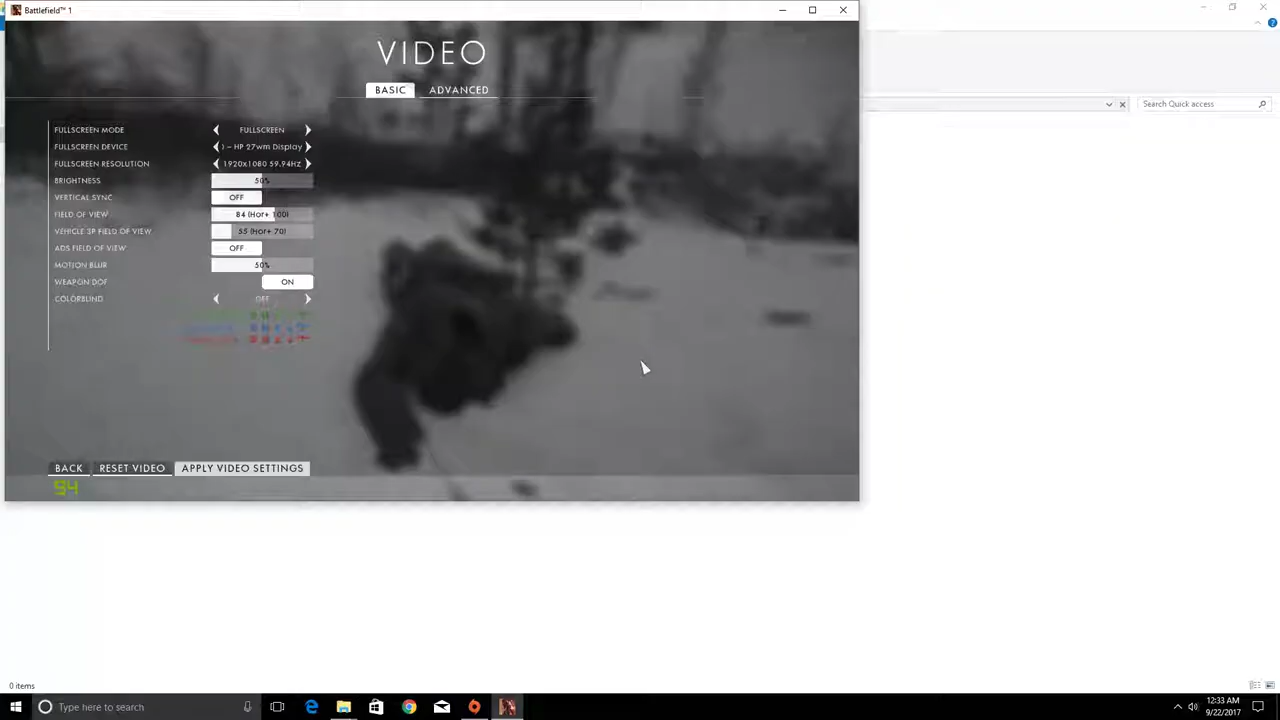 Battlefield™ 1
VIDEO
BASIC ADVANCED
Search Quick access
FULLSCREEN MODE FULLSCREEN
FULLSCREEN DEVICE – HP 27wm Display
FULLSCREEN RESOLUTION 1920x1080 59.94HZ
BRIGHTNESS 50%
VERTICAL SYNC OFF
FIELD OF VIEW 84 (Hor+ 100)
VEHICLE 3P FIELD OF VIEW 55 (Hor+ 70)
ADS FIELD OF VIEW OFF
MOTION BLUR 50%
WEAPON DOF ON
COLORBLIND OFF
BACK RESET VIDEO APPLY VIDEO SETTINGS
94
0 items
Type here to search
12:33 AM
9/22/2017